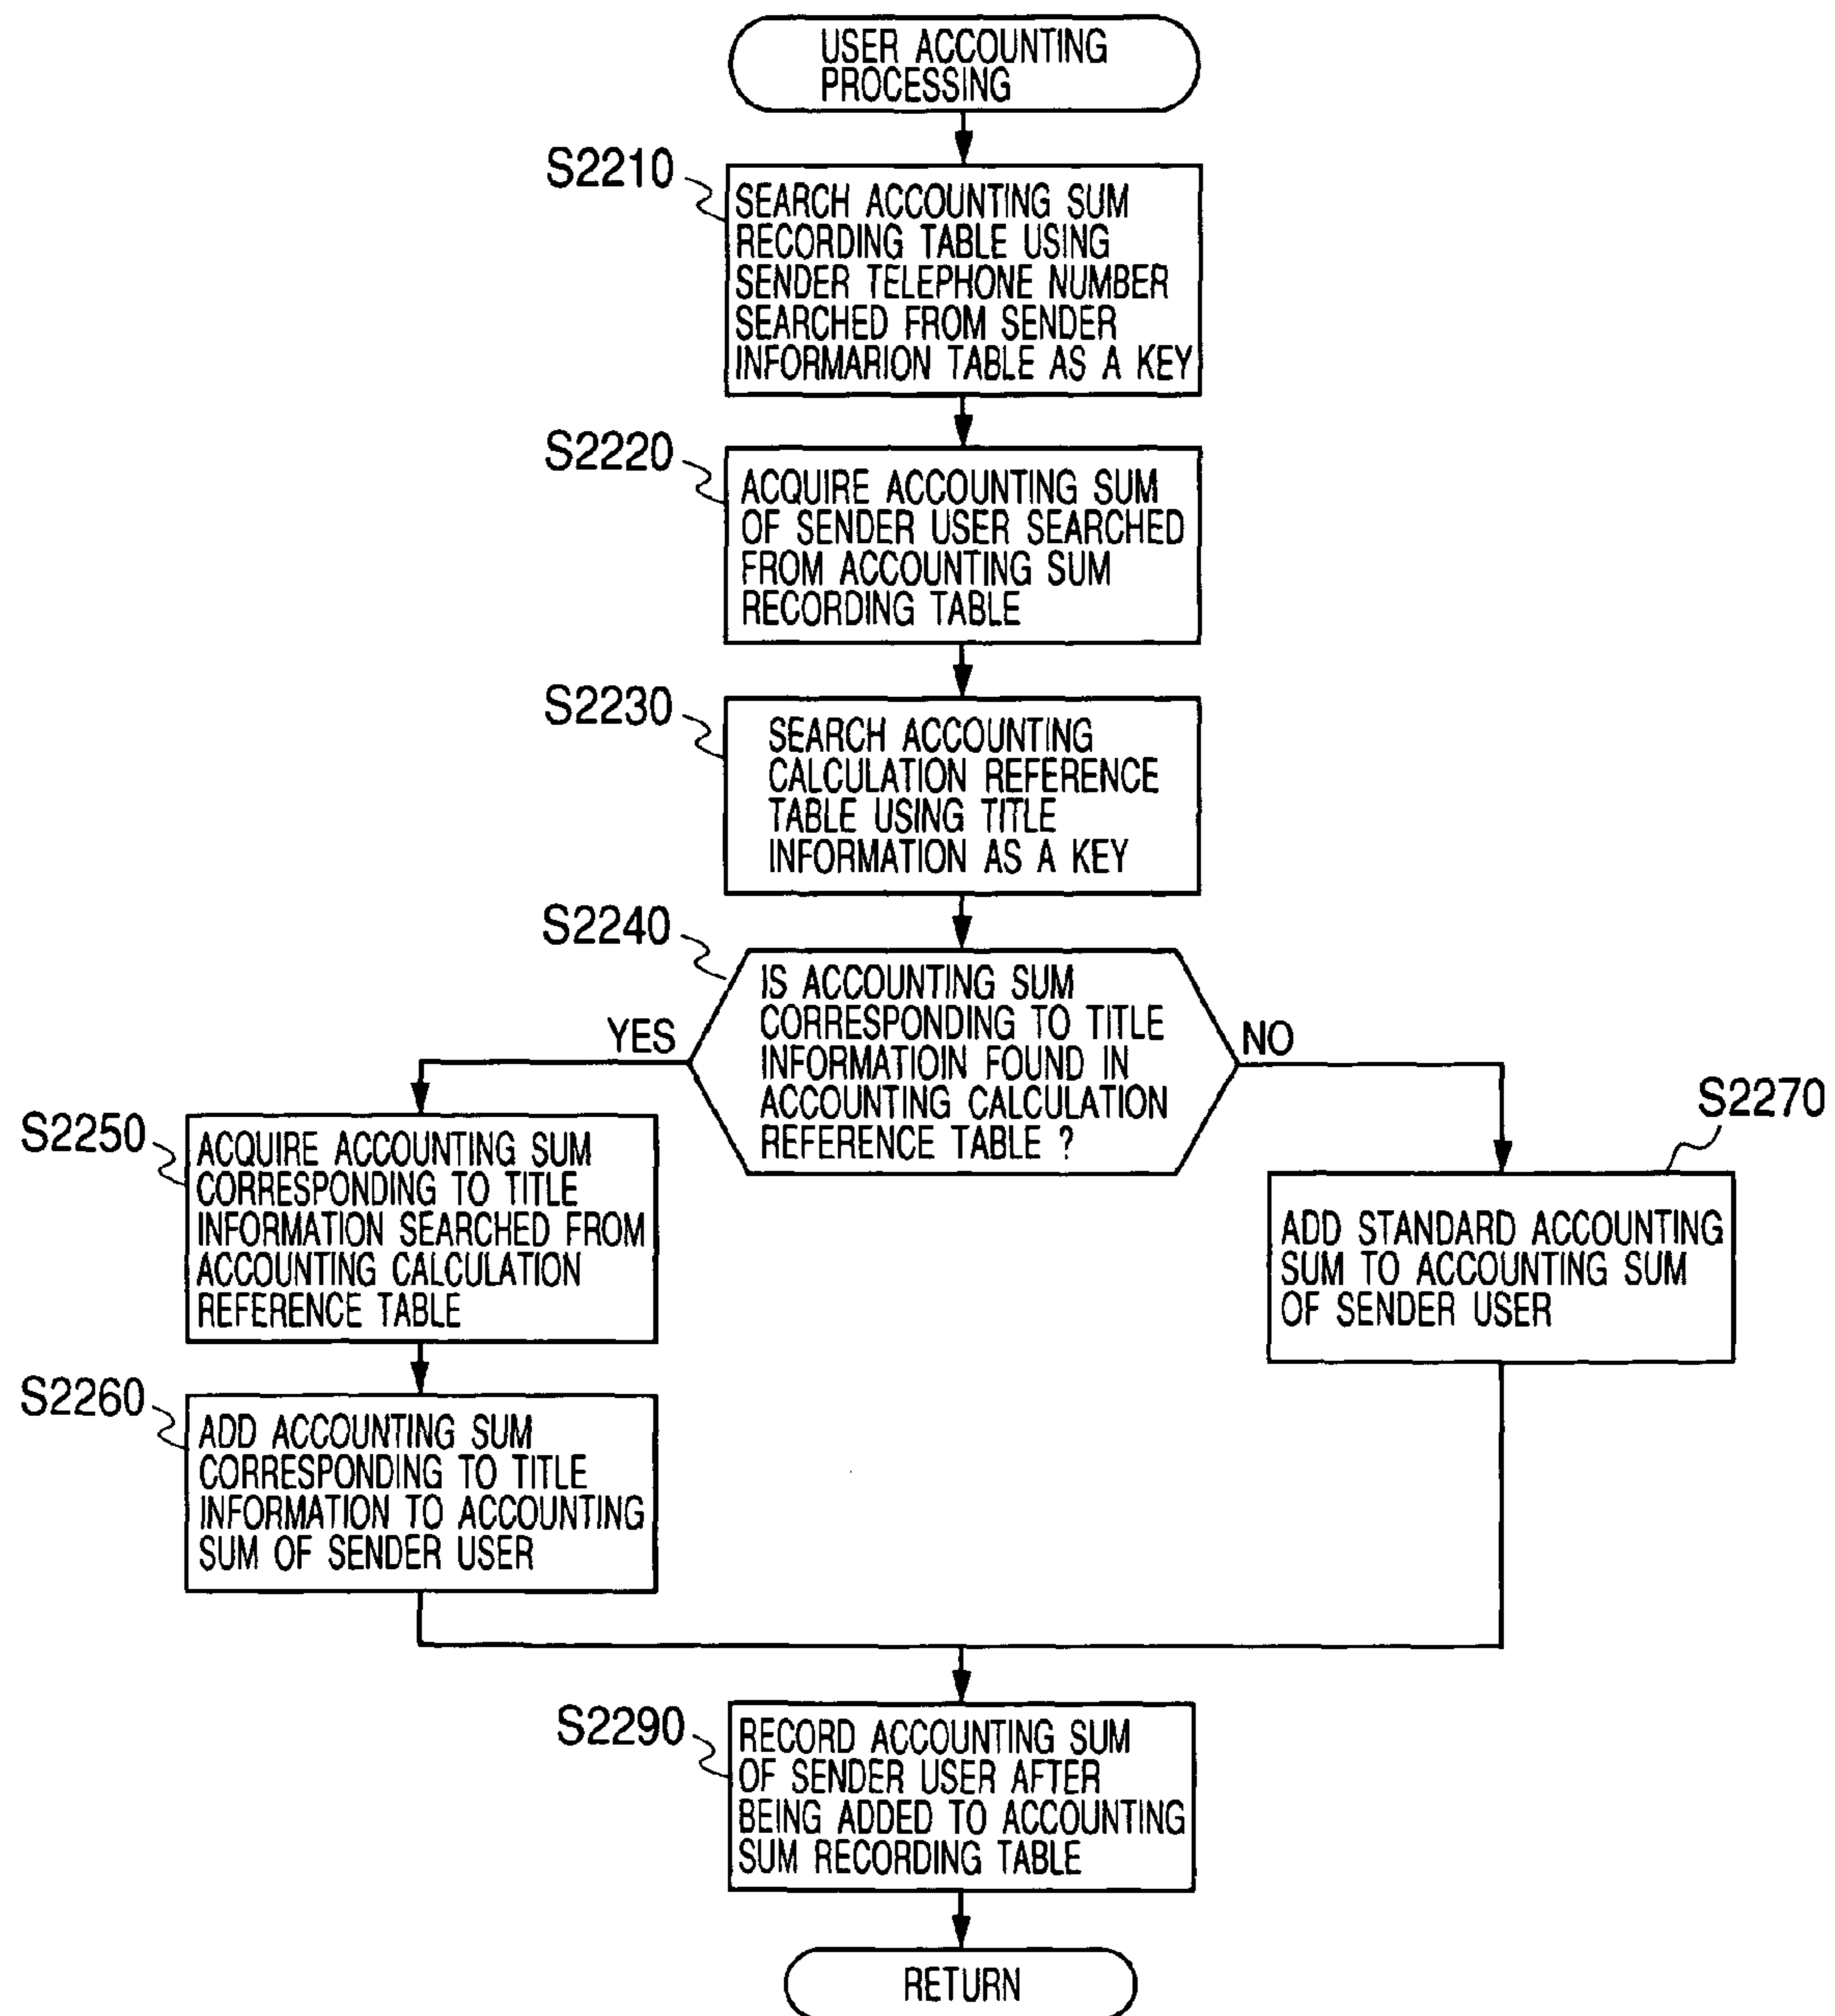 USER ACCOUNTING
PROCESSING
S2210
SEARCH ACCOUNTING SUM
RECORDING TABLE USING
SENDER TELEPHONE NUMBER
SEARCHED FROM SENDER
INFORMARION TABLE AS A KEY
S2220
ACQUIRE ACCOUNTING SUM
OF SENDER USER SEARCHED
FROM ACCOUNTING SUM
RECORDING TABLE
S2230
SEARCH ACCOUNTING
CALCULATION REFERENCE
TABLE USING TITLE
INFORMATION AS A KEY
S2240
IS ACCOUNTING SUM
CORRESPONDING TO TITLE
INFORMATIOIN FOUND IN
ACCOUNTING CALCULATION
REFERENCE TABLE ?
YES
NO
S2250
ACQUIRE ACCOUNTING SUM
CORRESPONDING TO TITLE
INFORMATION SEARCHED FROM
ACCOUNTING CALCULATION
REFERENCE TABLE
S2270
ADD STANDARD ACCOUNTING
SUM TO ACCOUNTING SUM
OF SENDER USER
S2260
ADD ACCOUNTING SUM
CORRESPONDING TO TITLE
INFORMATION TO ACCOUNTING
SUM OF SENDER USER
S2290
RECORD ACCOUNTING SUM
OF SENDER USER AFTER
BEING ADDED TO ACCOUNTING
SUM RECORDING TABLE
RETURN